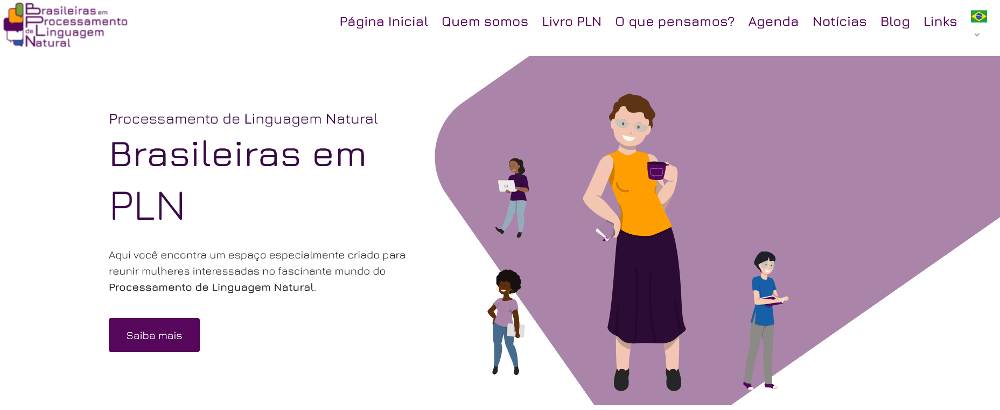 Brasileiras em
Processamento
de Linguagem
Natural
Página Inicial Quem somos Livro PLN O que pensamos? Agenda Notícias Blog Links
Processamento de Linguagem Natural
Brasileiras em
PLN
Aqui você encontra um espaço especialmente criado para
reunir mulheres interessadas no fascinante mundo do
Processamento de Linguagem Natural.
Saiba mais